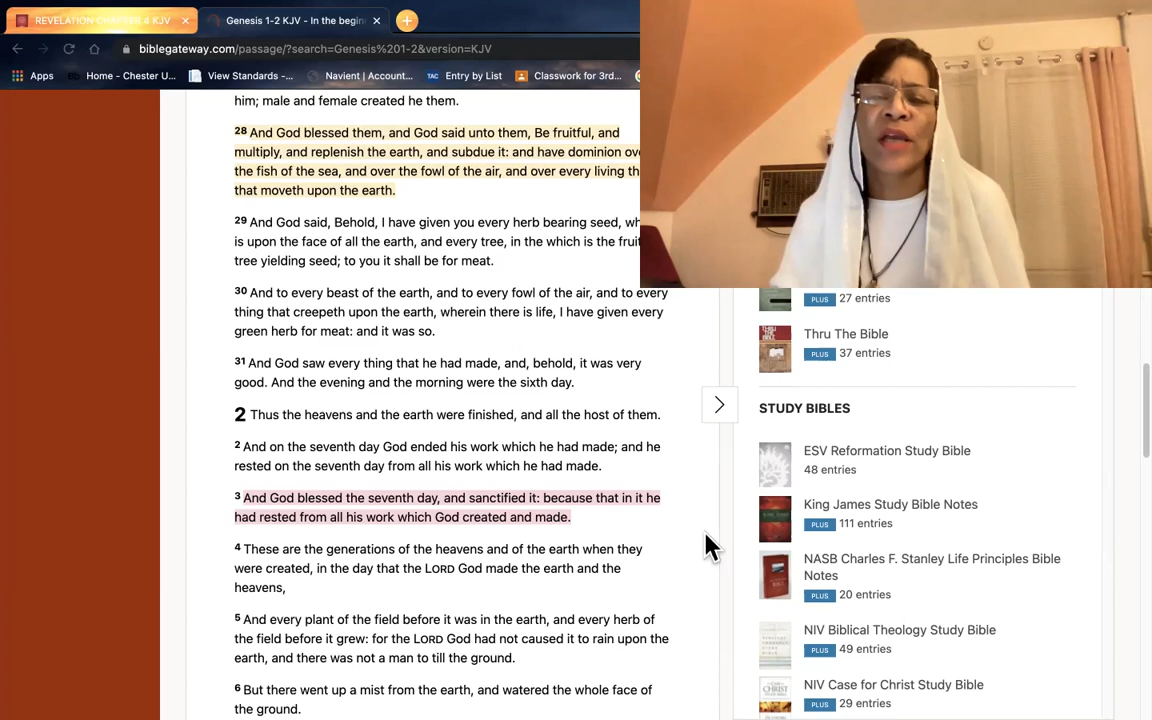 REVELATION CHAPTER 4 KJV
Genesis 1-2 KJV - In the begin
biblegateway.com/passage/?search=Genesis%201-2&version=KJV
Apps
Home - Chester U...
View Standards -...
Navient | Account...
TAC Entry by List
Classwork for 3rd...
him; male and female created he them.
28 And God blessed them, and God said unto them, Be fruitful, and
multiply, and replenish the earth, and subdue it: and have dominion ove
the fish of the sea, and over the fowl of the air, and over every living th
that moveth upon the earth.
29 And God said, Behold, I have given you every herb bearing seed, wh
is upon the face of all the earth, and every tree, in the which is the fruit
tree yielding seed; to you it shall be for meat.
30 And to every beast of the earth, and to every fowl of the air, and to every
thing that creepeth upon the earth, wherein there is life, I have given every
green herb for meat: and it was so.
31 And God saw every thing that he had made, and, behold, it was very
good. And the evening and the morning were the sixth day.
2 Thus the heavens and the earth were finished, and all the host of them.
2 And on the seventh day God ended his work which he had made; and he
rested on the seventh day from all his work which he had made.
3 And God blessed the seventh day, and sanctified it: because that in it he
had rested from all his work which God created and made.
4 These are the generations of the heavens and of the earth when they
were created, in the day that the LORD God made the earth and the
heavens,
5 And every plant of the field before it was in the earth, and every herb of
the field before it grew: for the LORD God had not caused it to rain upon the
earth, and there was not a man to till the ground.
6 But there went up a mist from the earth, and watered the whole face of
the ground.
PLUS 27 entries
Thru The Bible
PLUS 37 entries
STUDY BIBLES
ESV Reformation Study Bible
48 entries
King James Study Bible Notes
PLUS 111 entries
NASB Charles F. Stanley Life Principles Bible
Notes
PLUS 20 entries
NIV Biblical Theology Study Bible
PLUS 49 entries
NIV Case for Christ Study Bible
PLUS 29 entries